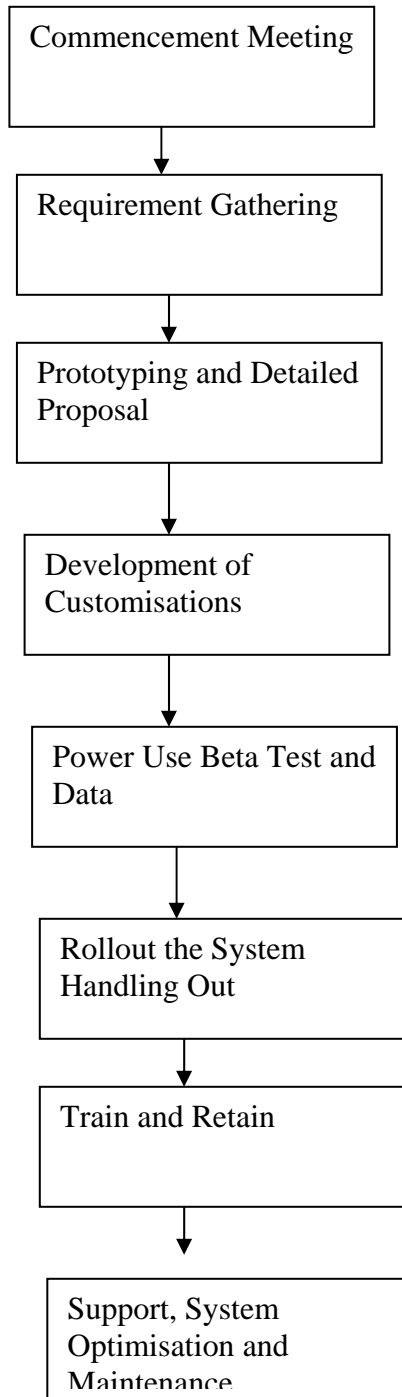 Commencement Meeting
Requirement Gathering
Prototyping and Detailed
Proposal
Development of
Customisations
Power Use Beta Test and
Data
Rollout the System
Handling Out
Train and Retain
Support, System
Optimisation and
Maintenance